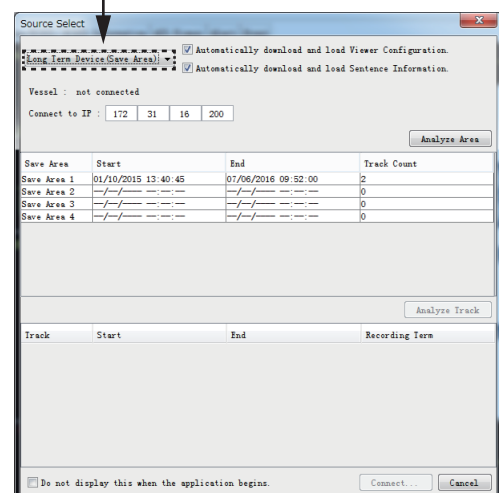 Source Select
Long Term Device(Save Area)
Automatically download and load Viewer Configuration.
Automatically download and load Sentence Information.
Vessel : not connected
Connect to IP : 172 31 16 200
Analyze Area
Save Area Start End Track Count
Save Area 1 01/10/2015 13:40:45 07/06/2016 09:52:00 2
Save Area 2 —/—/—— —:—:— —/—/—— —:—:— 0
Save Area 3 —/—/—— —:—:— —/—/—— —:—:— 0
Save Area 4 —/—/—— —:—:— —/—/—— —:—:— 0
Analyze Track
Track Start End Recording Term
Do not display this when the application begins.
Connect... Cancel